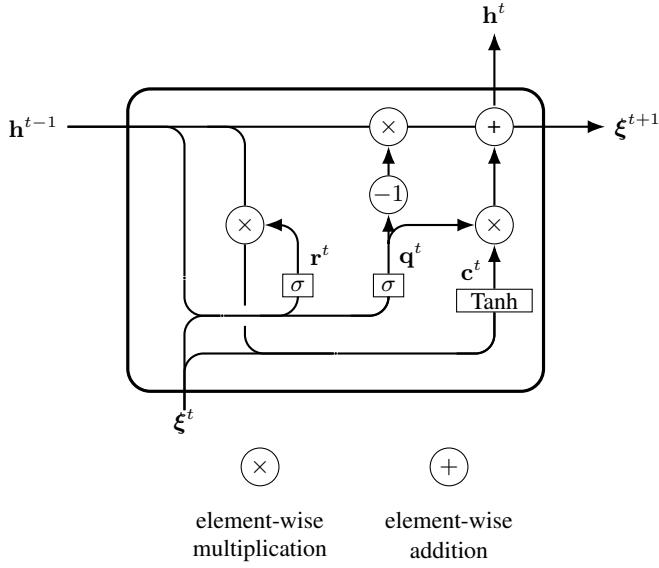 h^t
h^{t−1}
×
+
ξ^{t+1}
−1
×
×
r^t
q^t
c^t
σ
σ
Tanh
ξ^t
×
+
element-wise
multiplication
element-wise
addition